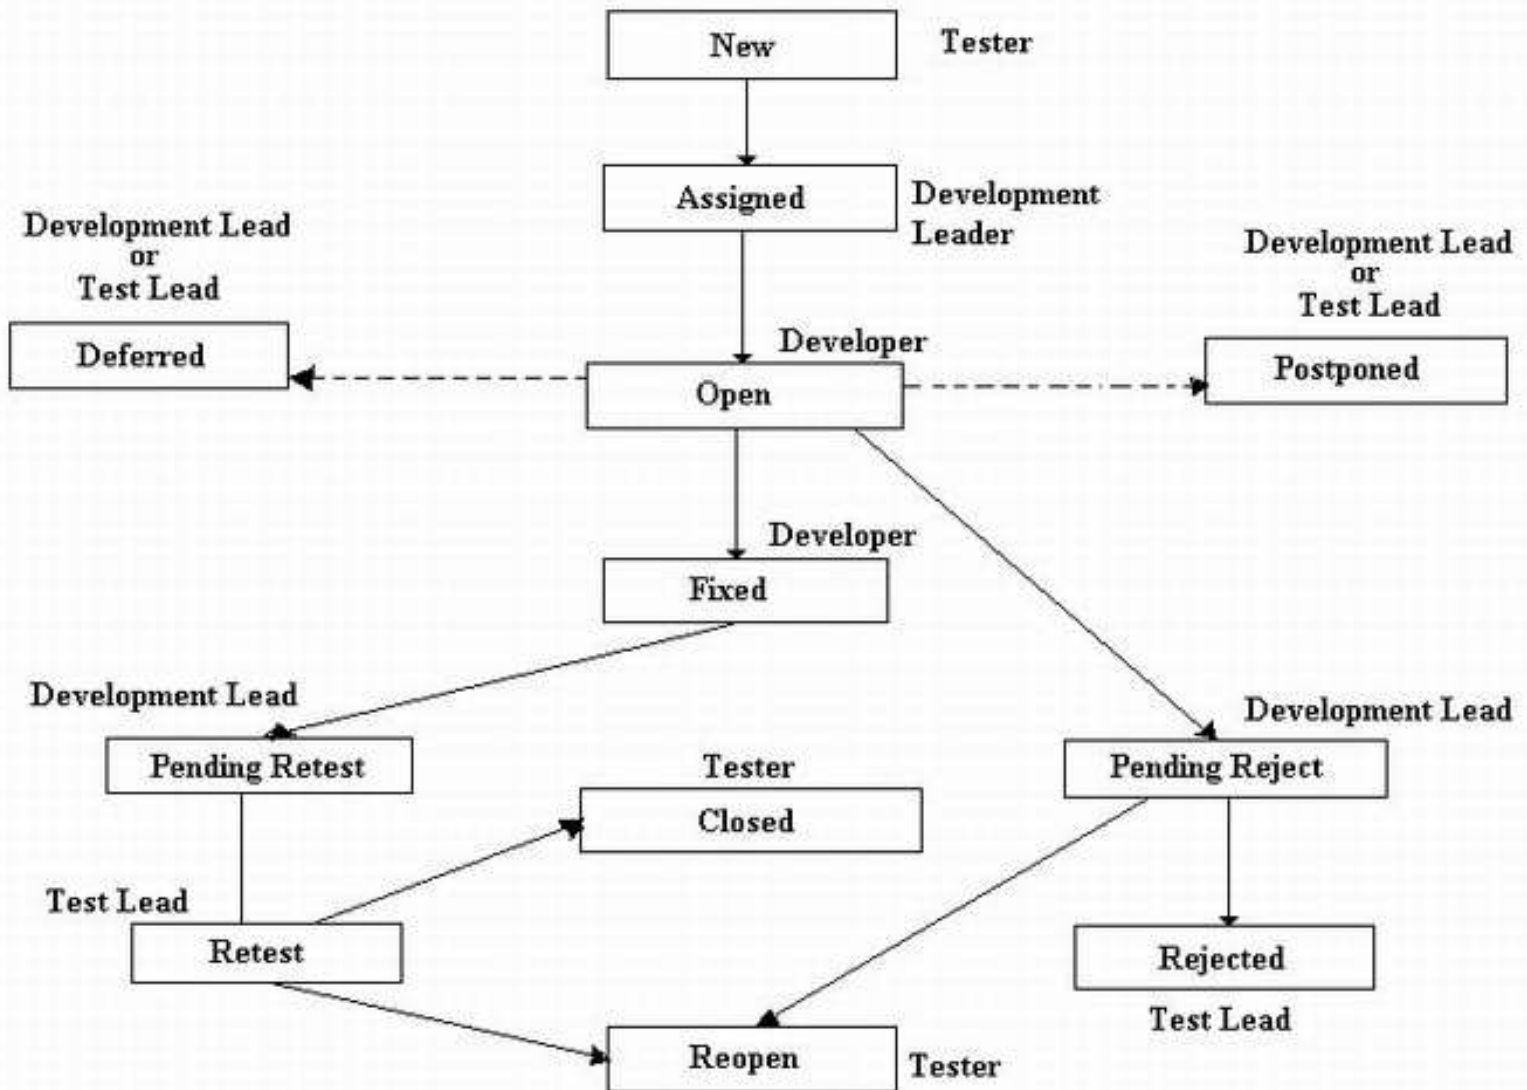 New
Tester
Assigned
Development
Leader
Development Lead
or
Test Lead
Deferred
Developer
Open
Development Lead
or
Test Lead
Postponed
Developer
Fixed
Development Lead
Pending Retest
Tester
Closed
Development Lead
Pending Reject
Test Lead
Retest
Rejected
Test Lead
Reopen
Tester